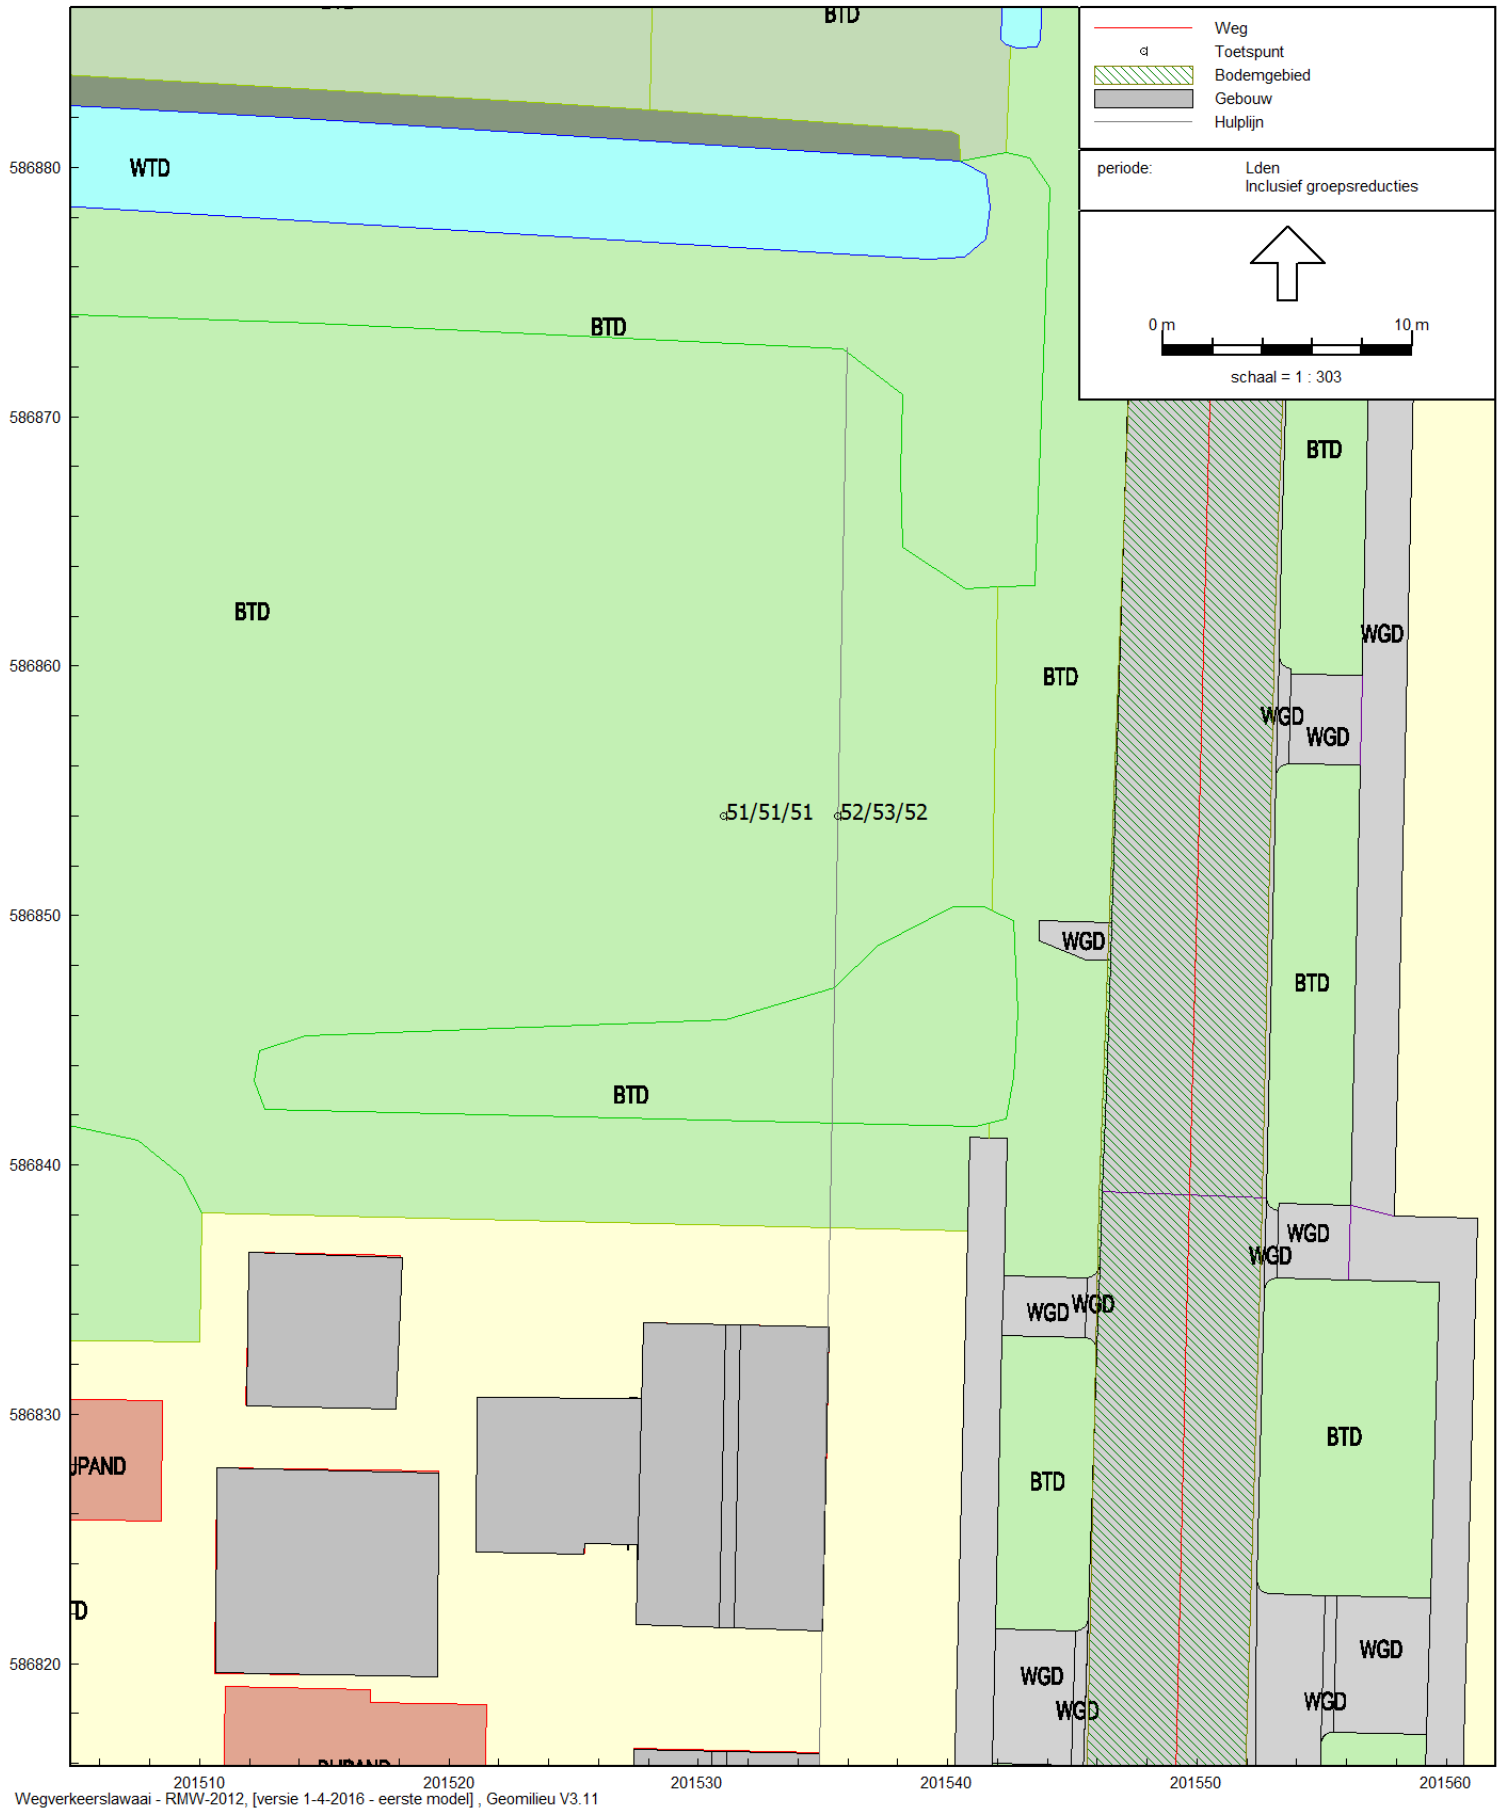 BTD
Weg
Toetspunt
Bodemgebied
Gebouw
Hulplijn
periode: Lden
Inclusief groepsreducties
0 m 10 m
schaal = 1 : 303
586880
WTD
BTD
586870
BTD
BTD
WGD
586860
BTD
WGD
WGD
51/51/51
52/53/52
586850
WGD
BTD
BTD
586840
WGD
WGD
WGD
WGD
586830
BTD
JPAND
BTD
TD
586820
WGD
WGD
WGD
WGD
201510 201520 201530 201540 201550 201560
Wegverkeerslawaai - RMW-2012, [versie 1-4-2016 - eerste model] , Geomilieu V3.11